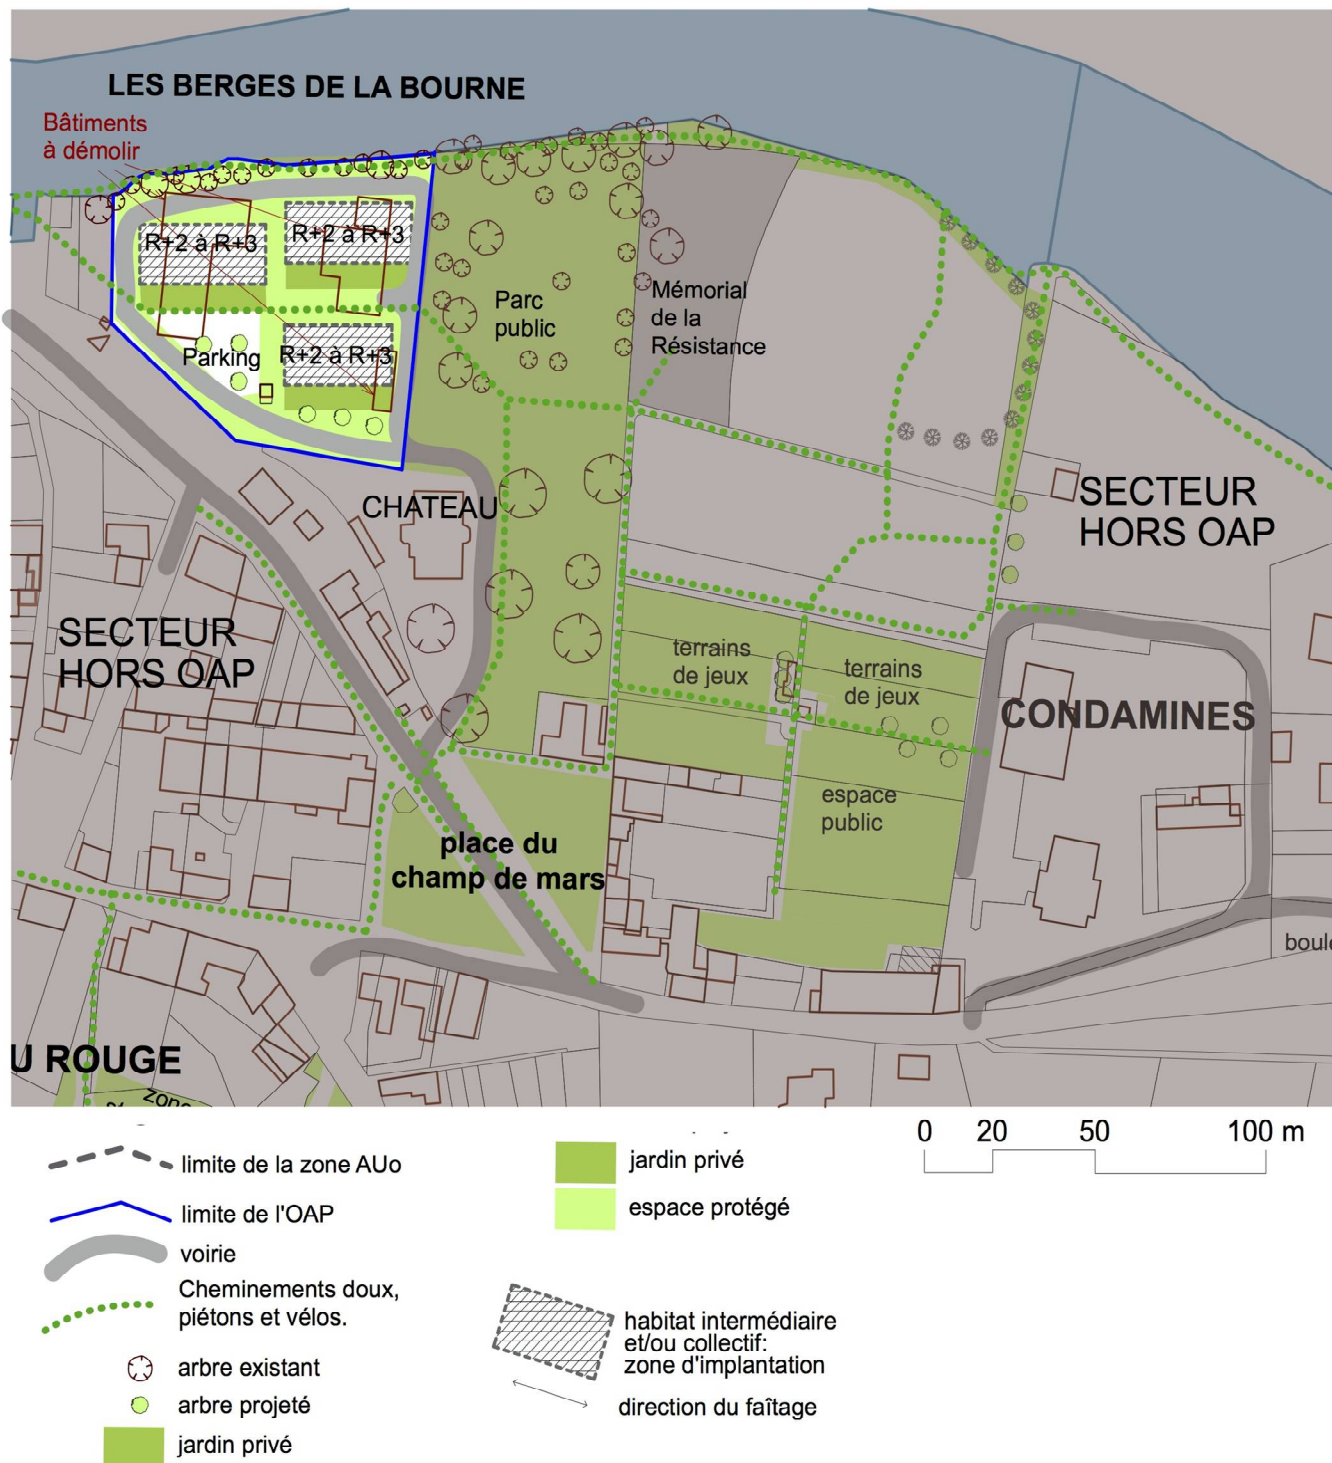 LES BERGES DE LA BOURNE
Bâtiments
à démolir
R+2 à R+3
R+2 à R+3
Parc
public
Mémorial
de la
Résistance
Parking
R+2 à R+3
CHATEAU
SECTEUR
HORS OAP
SECTEUR
HORS OAP
terrains
de jeux
terrains
de jeux
CONDAMINES
espace
public
place du
champ de mars
boule
U ROUGE
zone
0 20 50 100 m
limite de la zone AUo
limite de l'OAP
voirie
Cheminements doux,
piétons et vélos.
arbre existant
arbre projeté
jardin privé
jardin privé
espace protégé
habitat intermédiaire
et/ou collectif:
zone d'implantation
direction du faîtage